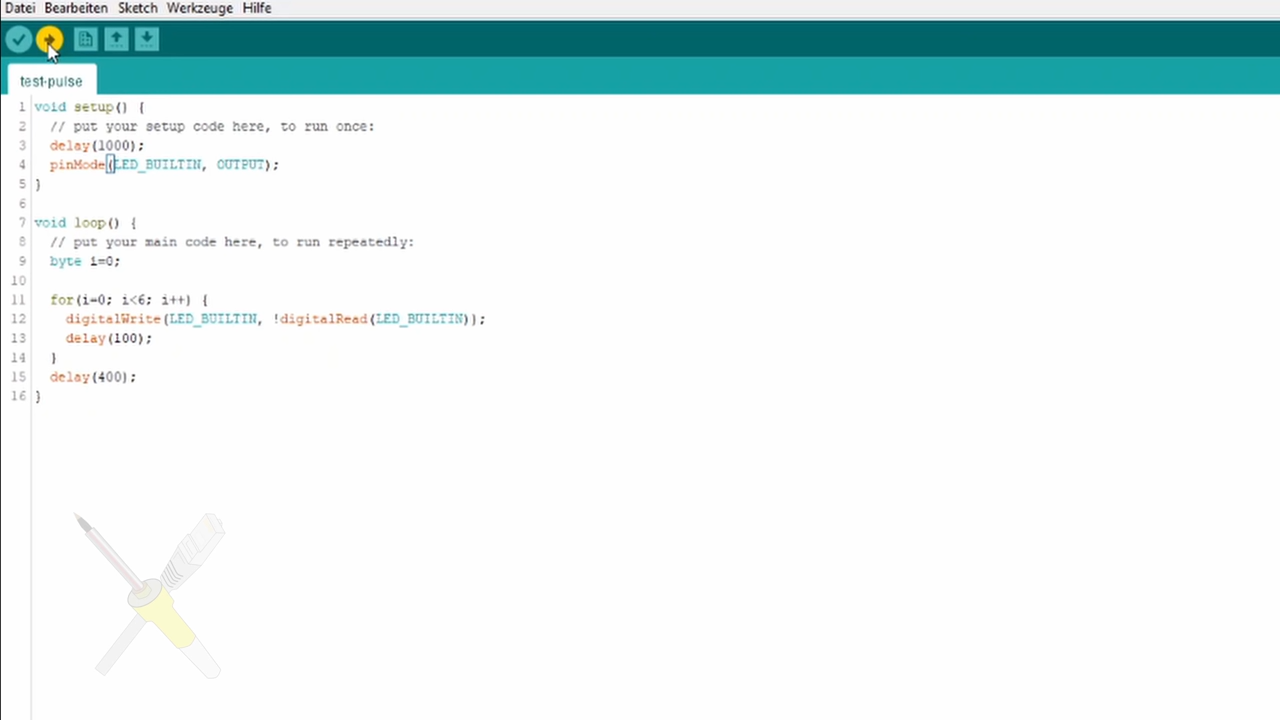 Datei Bearbeiten Sketch Werkzeuge Hilfe
test-pulse
1 void setup() {
2 // put your setup code here, to run once:
3 delay(1000);
4 pinMode(LED_BUILTIN, OUTPUT);
5 }
6
7 void loop() {
8 // put your main code here, to run repeatedly:
9 byte i=0;
10
11 for(i=0; i<6; i++) {
12 digitalWrite(LED_BUILTIN, !digitalRead(LED_BUILTIN));
13 delay(100);
14 }
15 delay(400);
16 }